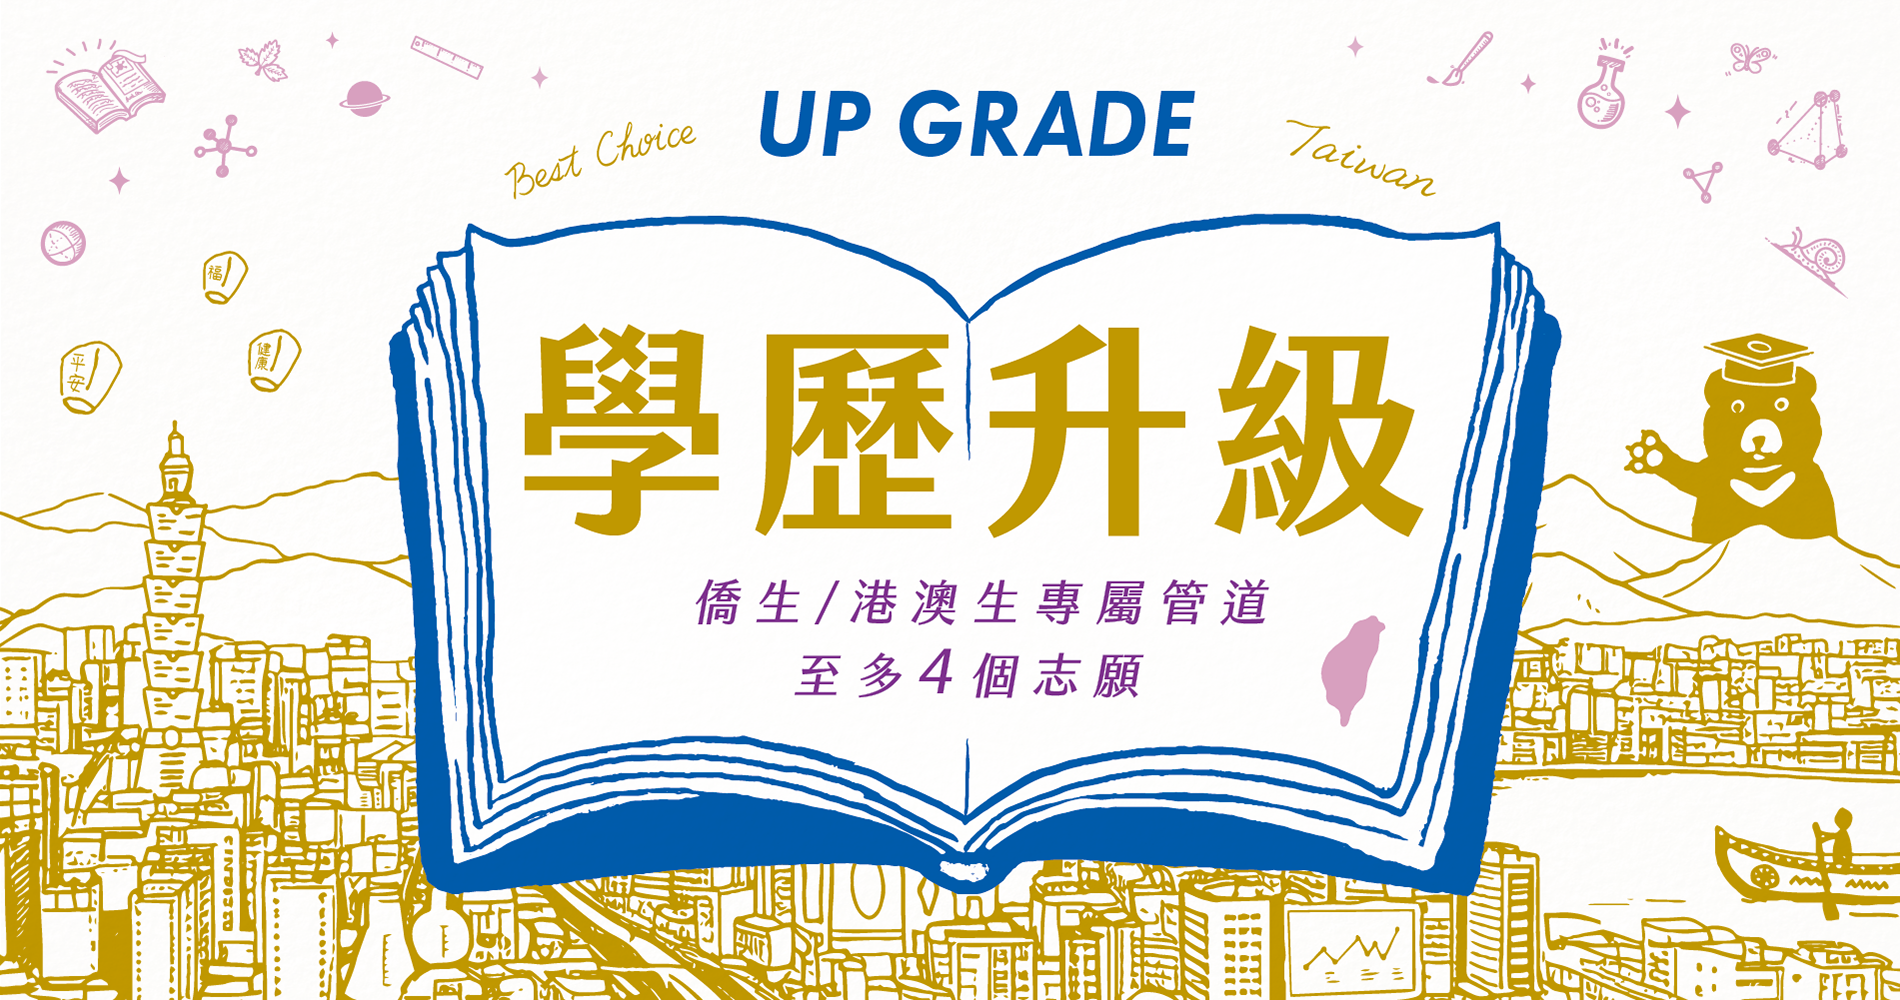 UP GRADE
Best Choice
Taiwan
福
平安
健康
學歷升級
僑生/港澳生專屬管道
至多4個志願